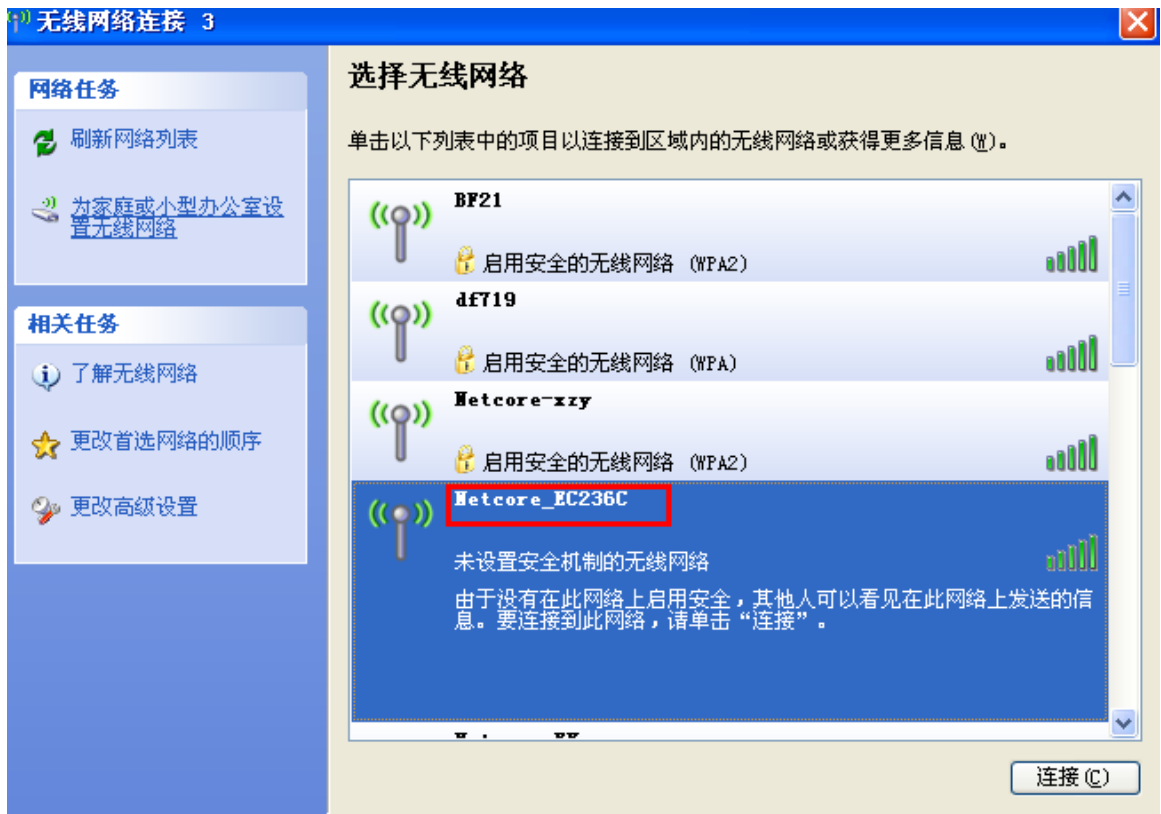 无线网络连接 3
网络任务
刷新网络列表
为家庭或小型办公室设
置无线网络
相关任务
了解无线网络
更改首选网络的顺序
更改高级设置
选择无线网络
单击以下列表中的项目以连接到区域内的无线网络或获得更多信息(W)。
BF21
启用安全的无线网络 (WPA2)
df719
启用安全的无线网络 (WPA)
Netcore-xzy
启用安全的无线网络 (WPA2)
Netcore_EC236C
未设置安全机制的无线网络
由于没有在此网络上启用安全，其他人可以看见在此网络上发送的信
息。要连接到此网络，请单击“连接”。
连接(C)